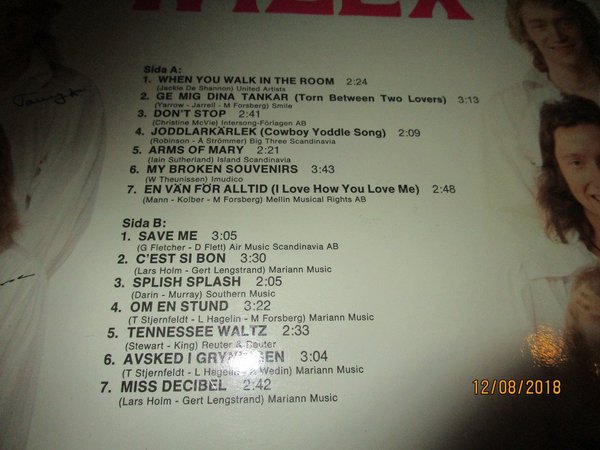 Sida A:
1. WHEN YOU WALK IN THE ROOM 2:24
(Jackie De Shannon) United Artists
2. GE MIG DINA TANKAR (Torn Between Two Lovers) 3:13
(Yarrow - Jarrell - M Forsberg) Smile
3. DON'T STOP 2:41
(Christine McVie) Intersong-Förlagen AB
4. JODDLARKÄRLEK (Cowboy Yoddle Song) 2:09
(Robinson - Å Strömmer) Big Three Scandinavia
5. ARMS OF MARY 2:21
(Iain Sutherland) Island Scandinavia
6. MY BROKEN SOUVENIRS 3:43
(W Theunissen) Imudico
7. EN VÄN FÖR ALLTID (I Love How You Love Me) 2:48
(Mann - Kolber - M Forsberg) Mellin Musical Rights AB
Sida B:
1. SAVE ME 3:05
(G Fletcher - D Flett) Air Music Scandinavia AB
2. C'EST SI BON 3:30
(Lars Holm - Gert Lengstrand) Mariann Music
3. SPLISH SPLASH 2:05
(Darin - Murray) Southern Music
4. OM EN STUND 3:22
(T Stjernfeldt - L Hagelin - M Forsberg) Mariann Music
5. TENNESSEE WALTZ 2:33
(Stewart - King) Reuter & Reuter
6. AVSKED I 3:04
(T Stjernfeldt - L Hagelin - Wedin) Mariann Music
7. MISS DECIBEL 2:42
(Lars Holm - Gert Lengstrand) Mariann Music
12/08/2018